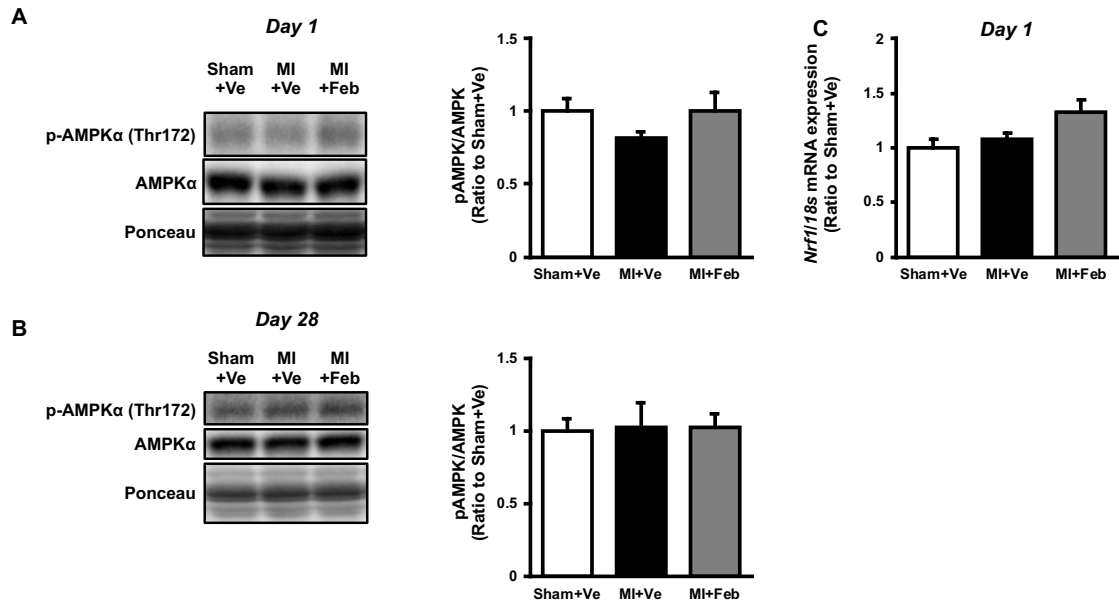 A
Day 1
Sham
+Ve
MI
+Ve
MI
+Feb
p-AMPKα (Thr172)
AMPKα
Ponceau
pAMPK/AMPK
(Ratio to Sham+Ve)
1.5
1
0.5
0
Sham+Ve MI+Ve MI+Feb
C
Day 1
Nrf1/18s mRNA expression
(Ratio to Sham+Ve)
2
1.5
1
0.5
0
Sham+Ve MI+Ve MI+Feb
B
Day 28
Sham
+Ve
MI
+Ve
MI
+Feb
p-AMPKα (Thr172)
AMPKα
Ponceau
pAMPK/AMPK
(Ratio to Sham+Ve)
1.5
1
0.5
0
Sham+Ve MI+Ve MI+Feb